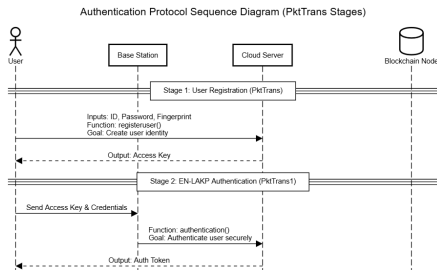 Authentication Protocol Sequence Diagram (PktTrans Stages)
User
Base Station
Cloud Server
Blockchain Node
Stage 1: User Registration (PktTrans)
Inputs: ID, Password, Fingerprint
Function: registeruser()
Goal: Create user identity
Output: Access Key
Stage 2: EN-LAKP Authentication (PktTrans1)
Send Access Key & Credentials
Function: authentication()
Goal: Authenticate user securely
Output: Auth Token